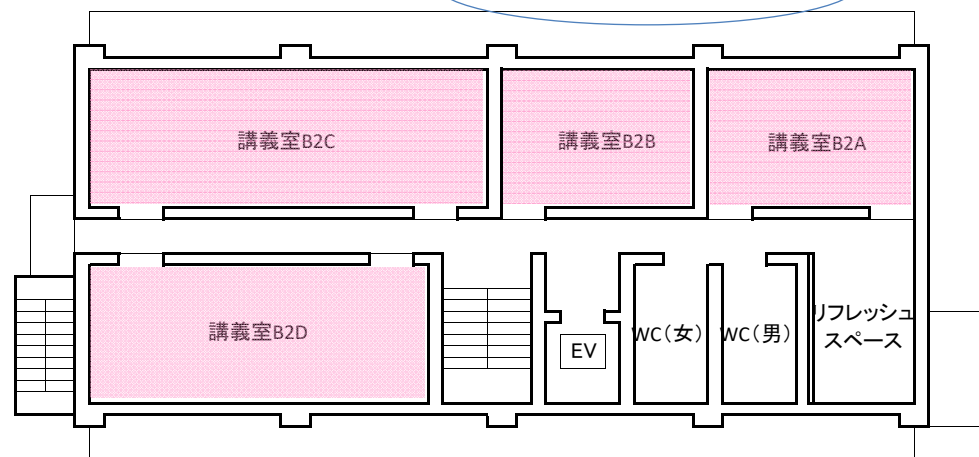 講義室B2C
講義室B2B
講義室B2A
講義室B2D
EV
WC(女)
WC(男)
リフレッシュ
スペース